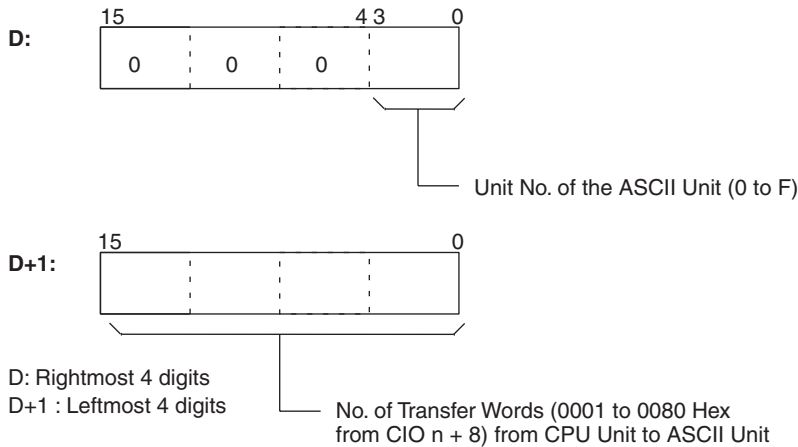 15 4 3 0
D:
0 0 0
Unit No. of the ASCII Unit (0 to F)
15 0
D+1:
D: Rightmost 4 digits
D+1 : Leftmost 4 digits
No. of Transfer Words (0001 to 0080 Hex
from CIO n + 8) from CPU Unit to ASCII Unit